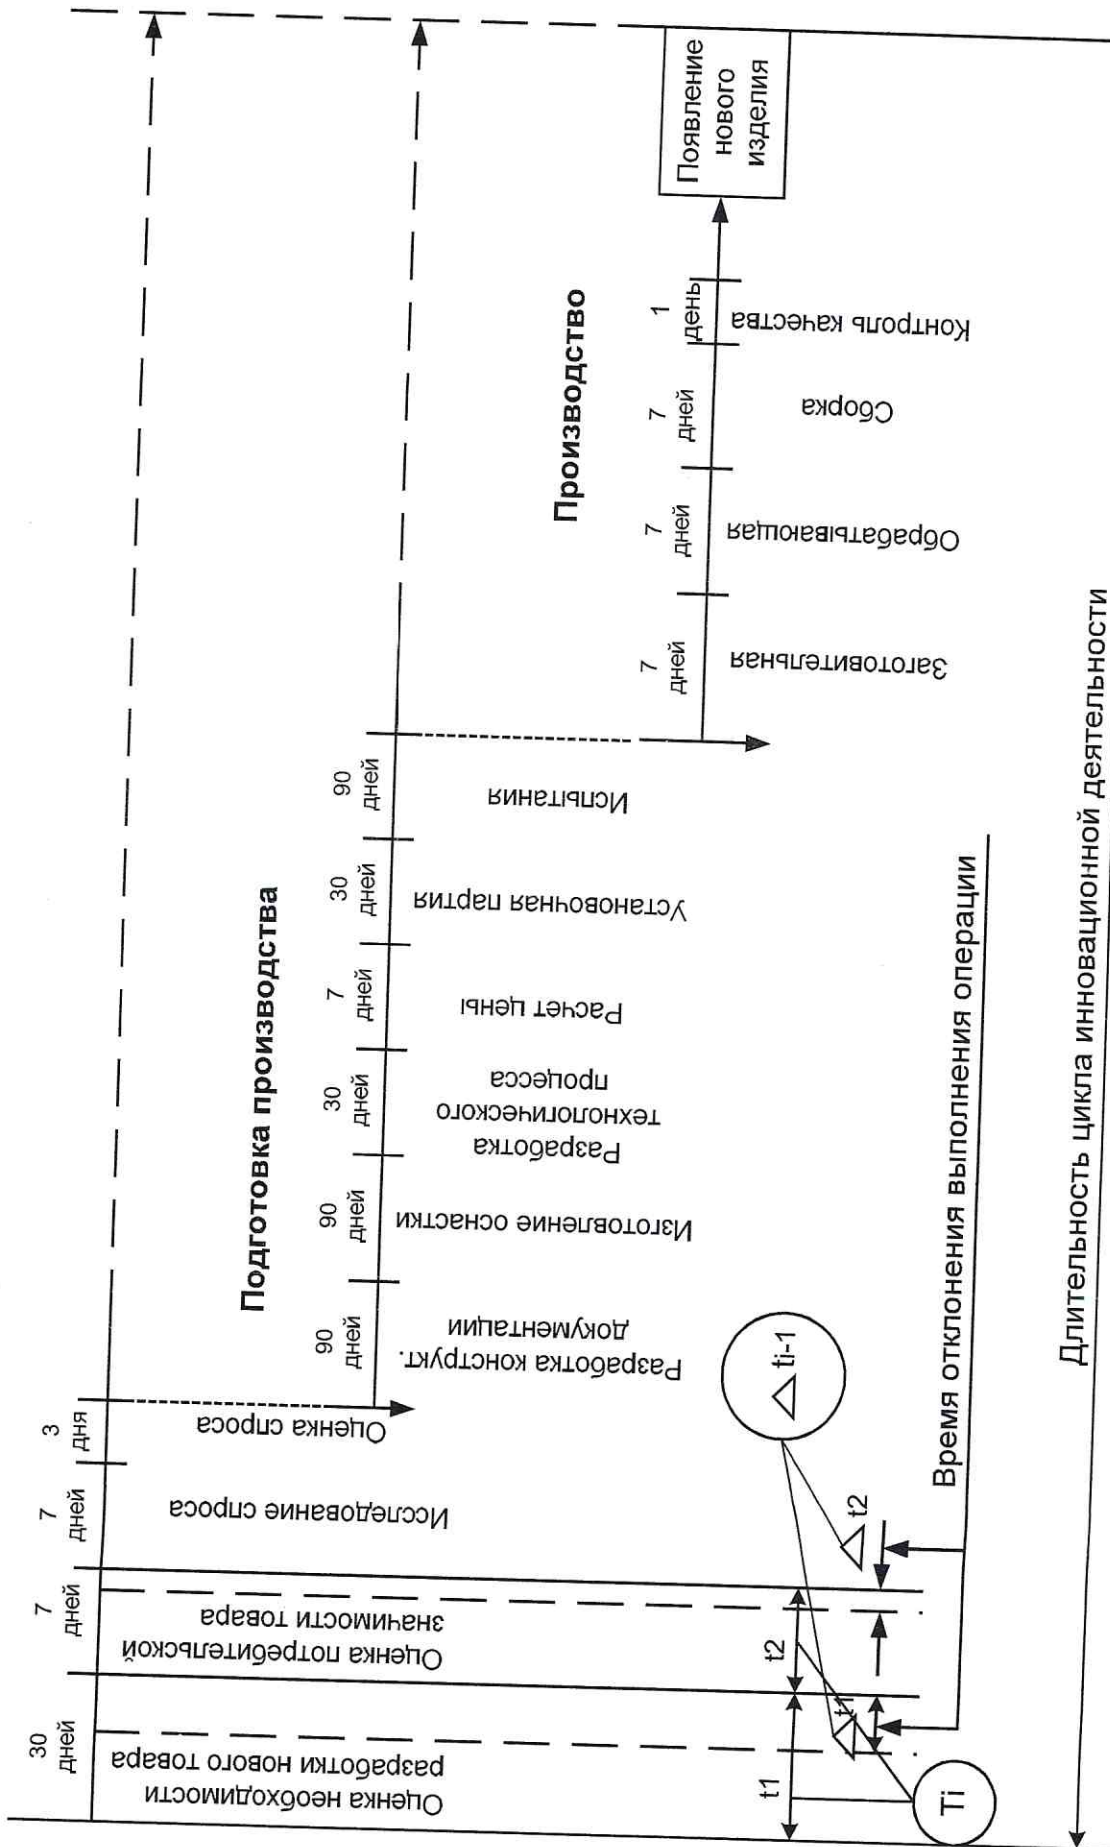 30
дней
7
дней
7
дней
3
дня
Оценка необходимости
разработки нового товара
Оценка потребительской
значимости товара
Исследование спроса
Оценка спроса
Подготовка производства
90
дней
90
дней
30
дней
7
дней
30
дней
90
дней
Разработка конструкт.
документации
Изготовление оснастки
Разработка
технологического
процесса
Расчет цены
Установочная партия
Испытания
Производство
7
дней
7
дней
7
дней
1
день
Заготовительная
Обрабатывающая
Сборка
Контроль качества
Появление
нового
изделия
t1
t2
△ t1
△ t2
△ ti-1
Ti
Время отклонения выполнения операции
Длительность цикла инновационной деятельности